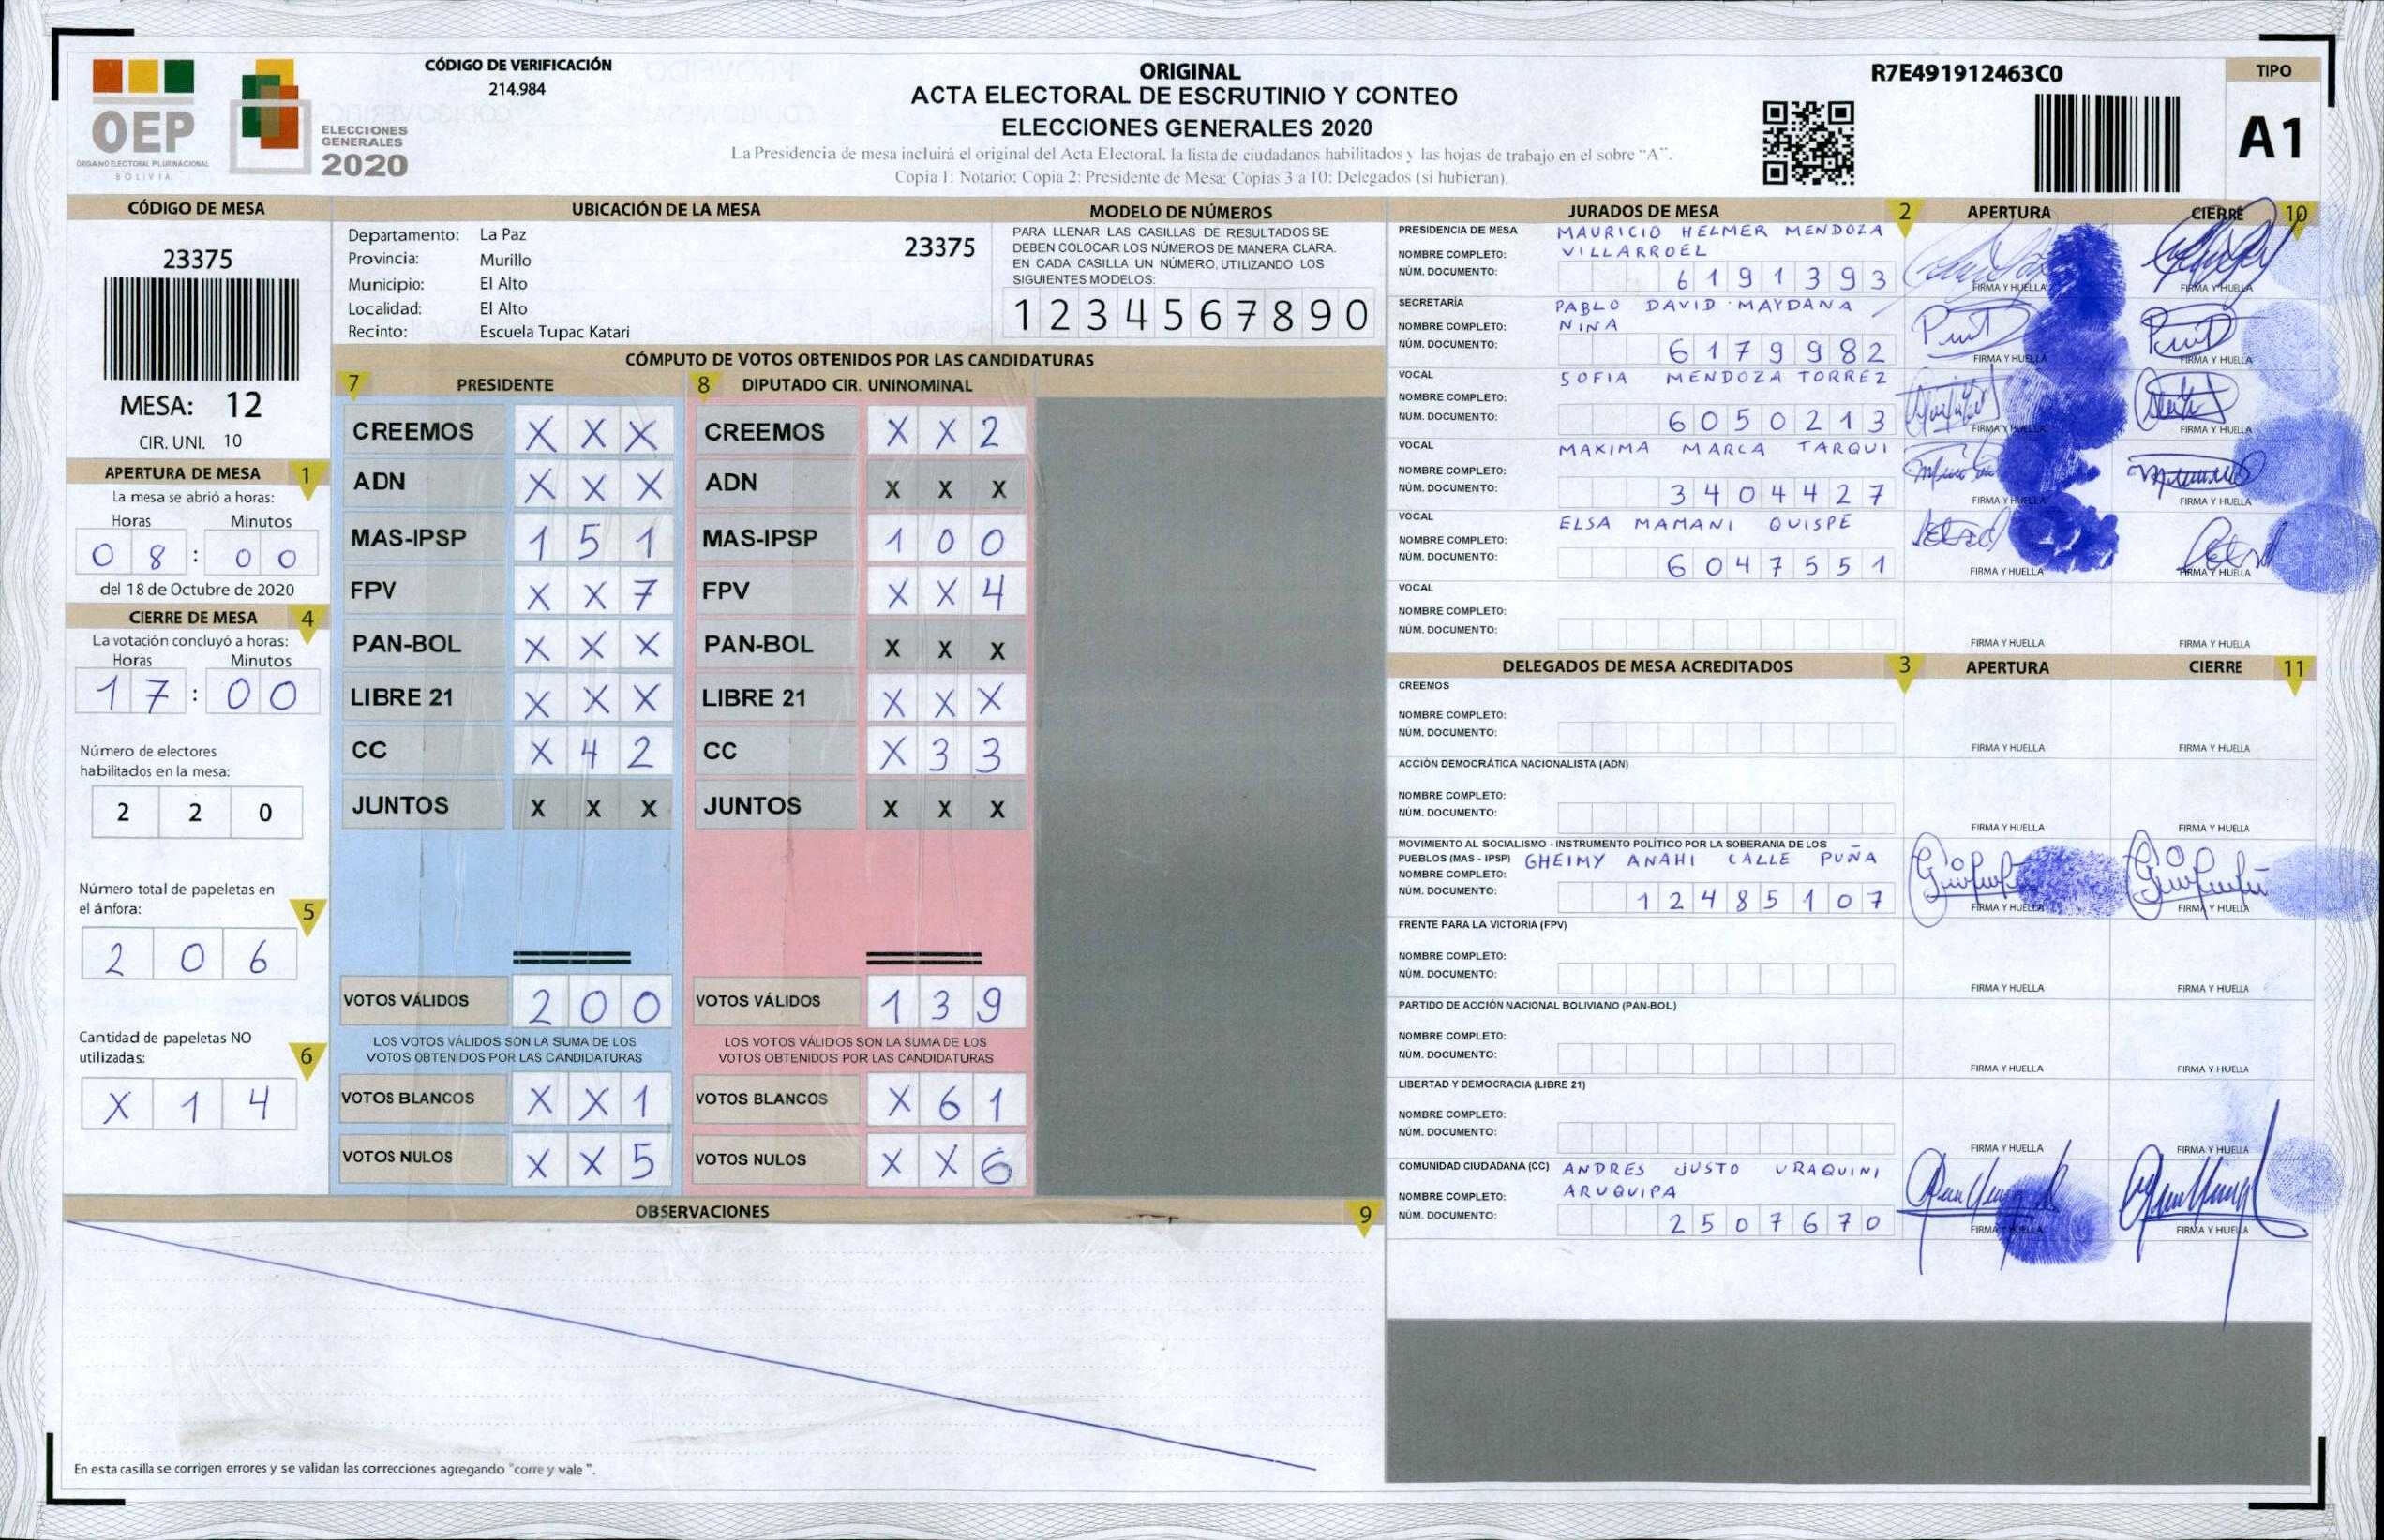 OEP
ÓRGANO ELECTORAL PLURINACIONAL
BOLIVIA
ELECCIONES
GENERALES
2020
CÓDIGO DE VERIFICACIÓN
214.984
ORIGINAL
ACTA ELECTORAL DE ESCRUTINIO Y CONTEO
ELECCIONES GENERALES 2020
La Presidencia de mesa incluirá el original del Acta Electoral, la lista de ciudadanos habilitados y las hojas de trabajo en el sobre "A".
Copia 1: Notario: Copia 2: Presidente de Mesa: Copias 3 a 10: Delegados (si hubieran).
R7E491912463C0
TIPO
A1
CÓDIGO DE MESA
23375
MESA: 12
CIR. UNI. 10
APERTURA DE MESA 1
La mesa se abrió a horas:
Horas Minutos
0 8 : 0 0
del 18 de Octubre de 2020
CIERRE DE MESA 4
La votación concluyó a horas:
Horas Minutos
1 7 : 0 0
Número de electores
habilitados en la mesa:
2 2 0
Número total de papeletas en
el ánfora: 5
2 0 6
Cantidad de papeletas NO
utilizadas: 6
X 1 4
UBICACIÓN DE LA MESA
Departamento: La Paz
23375
Provincia: Murillo
Municipio: El Alto
Localidad: El Alto
Recinto: Escuela Tupac Katari
MODELO DE NÚMEROS
PARA LLENAR LAS CASILLAS DE RESULTADOS SE
DEBEN COLOCAR LOS NÚMEROS DE MANERA CLARA.
EN CADA CASILLA UN NÚMERO, UTILIZANDO LOS
SIGUIENTES MODELOS:
1 2 3 4 5 6 7 8 9 0
CÓMPUTO DE VOTOS OBTENIDOS POR LAS CANDIDATURAS
7 PRESIDENTE
CREEMOS X X X
ADN X X X
MAS-IPSP 1 5 1
FPV X X 7
PAN-BOL X X X
LIBRE 21 X X X
CC X 4 2
JUNTOS X X X
VOTOS VÁLIDOS 2 0 0
LOS VOTOS VÁLIDOS SON LA SUMA DE LOS
VOTOS OBTENIDOS POR LAS CANDIDATURAS
VOTOS BLANCOS X X 1
VOTOS NULOS X X 5
8 DIPUTADO CIR. UNINOMINAL
CREEMOS X X 2
ADN X X X
MAS-IPSP 1 0 0
FPV X X 4
PAN-BOL X X X
LIBRE 21 X X X
CC X 3 3
JUNTOS X X X
VOTOS VÁLIDOS 1 3 9
LOS VOTOS VÁLIDOS SON LA SUMA DE LOS
VOTOS OBTENIDOS POR LAS CANDIDATURAS
VOTOS BLANCOS X 6 1
VOTOS NULOS X X 6
OBSERVACIONES 9
En esta casilla se corrigen errores y se validan las correcciones agregando "corre y vale ".
JURADOS DE MESA 2 APERTURA CIERRE 10
PRESIDENCIA DE MESA MAURICIO HELMER MENDOZA
NOMBRE COMPLETO: VILLARROEL
NÚM. DOCUMENTO: 6 1 9 1 3 9 3
FIRMA Y HUELLA FIRMA Y HUELLA
SECRETARÍA PABLO DAVID MAYDANA
NOMBRE COMPLETO: NINA
NÚM. DOCUMENTO: 6 1 7 9 9 8 2
FIRMA Y HUELLA FIRMA Y HUELLA
VOCAL SOFIA MENDOZA TORREZ
NOMBRE COMPLETO:
NÚM. DOCUMENTO: 6 0 5 0 2 1 3
FIRMA Y HUELLA FIRMA Y HUELLA
VOCAL MAXIMA MARCA TARQUI
NOMBRE COMPLETO:
NÚM. DOCUMENTO: 3 4 0 4 4 2 7
FIRMA Y HUELLA FIRMA Y HUELLA
VOCAL ELSA MAMANI QUISPE
NOMBRE COMPLETO:
NÚM. DOCUMENTO: 6 0 4 7 5 5 1
FIRMA Y HUELLA FIRMA Y HUELLA
VOCAL
NOMBRE COMPLETO:
NÚM. DOCUMENTO:
FIRMA Y HUELLA FIRMA Y HUELLA
DELEGADOS DE MESA ACREDITADOS 3 APERTURA CIERRE 11
CREEMOS
NOMBRE COMPLETO:
NÚM. DOCUMENTO:
FIRMA Y HUELLA FIRMA Y HUELLA
ACCIÓN DEMOCRÁTICA NACIONALISTA (ADN)
NOMBRE COMPLETO:
NÚM. DOCUMENTO:
FIRMA Y HUELLA FIRMA Y HUELLA
MOVIMIENTO AL SOCIALISMO - INSTRUMENTO POLÍTICO POR LA SOBERANÍA DE LOS
PUEBLOS (MAS - IPSP) GHEIMY ANAHI CALLE PUÑA
NOMBRE COMPLETO:
NÚM. DOCUMENTO: 1 2 4 8 5 1 0 7
FIRMA Y HUELLA FIRMA Y HUELLA
FRENTE PARA LA VICTORIA (FPV)
NOMBRE COMPLETO:
NÚM. DOCUMENTO:
FIRMA Y HUELLA FIRMA Y HUELLA
PARTIDO DE ACCIÓN NACIONAL BOLIVIANO (PAN-BOL)
NOMBRE COMPLETO:
NÚM. DOCUMENTO:
FIRMA Y HUELLA FIRMA Y HUELLA
LIBERTAD Y DEMOCRACIA (LIBRE 21)
NOMBRE COMPLETO:
NÚM. DOCUMENTO:
FIRMA Y HUELLA FIRMA Y HUELLA
COMUNIDAD CIUDADANA (CC) ANDRES JUSTO URAQUINI
NOMBRE COMPLETO: ARUQUIPA
NÚM. DOCUMENTO: 2 5 0 7 6 7 0
FIRMA Y HUELLA FIRMA Y HUELLA